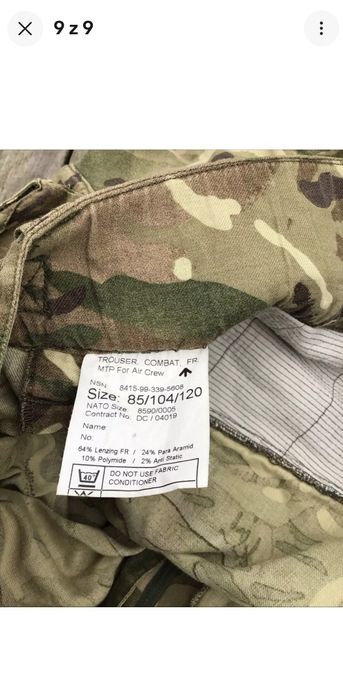 9 z 9
TROUSER, COMBAT, FR
MTP For Air Crew
NSN: 8415-99-339-5608
Size: 85/104/120
NATO Size: 8590/0005
Contract No: DC / 04019
Name:
No:
64% Lenzing FR / 24% Para Aramid
10% Polymide / 2% Anti Static
40°
DO NOT USE FABRIC
CONDITIONER